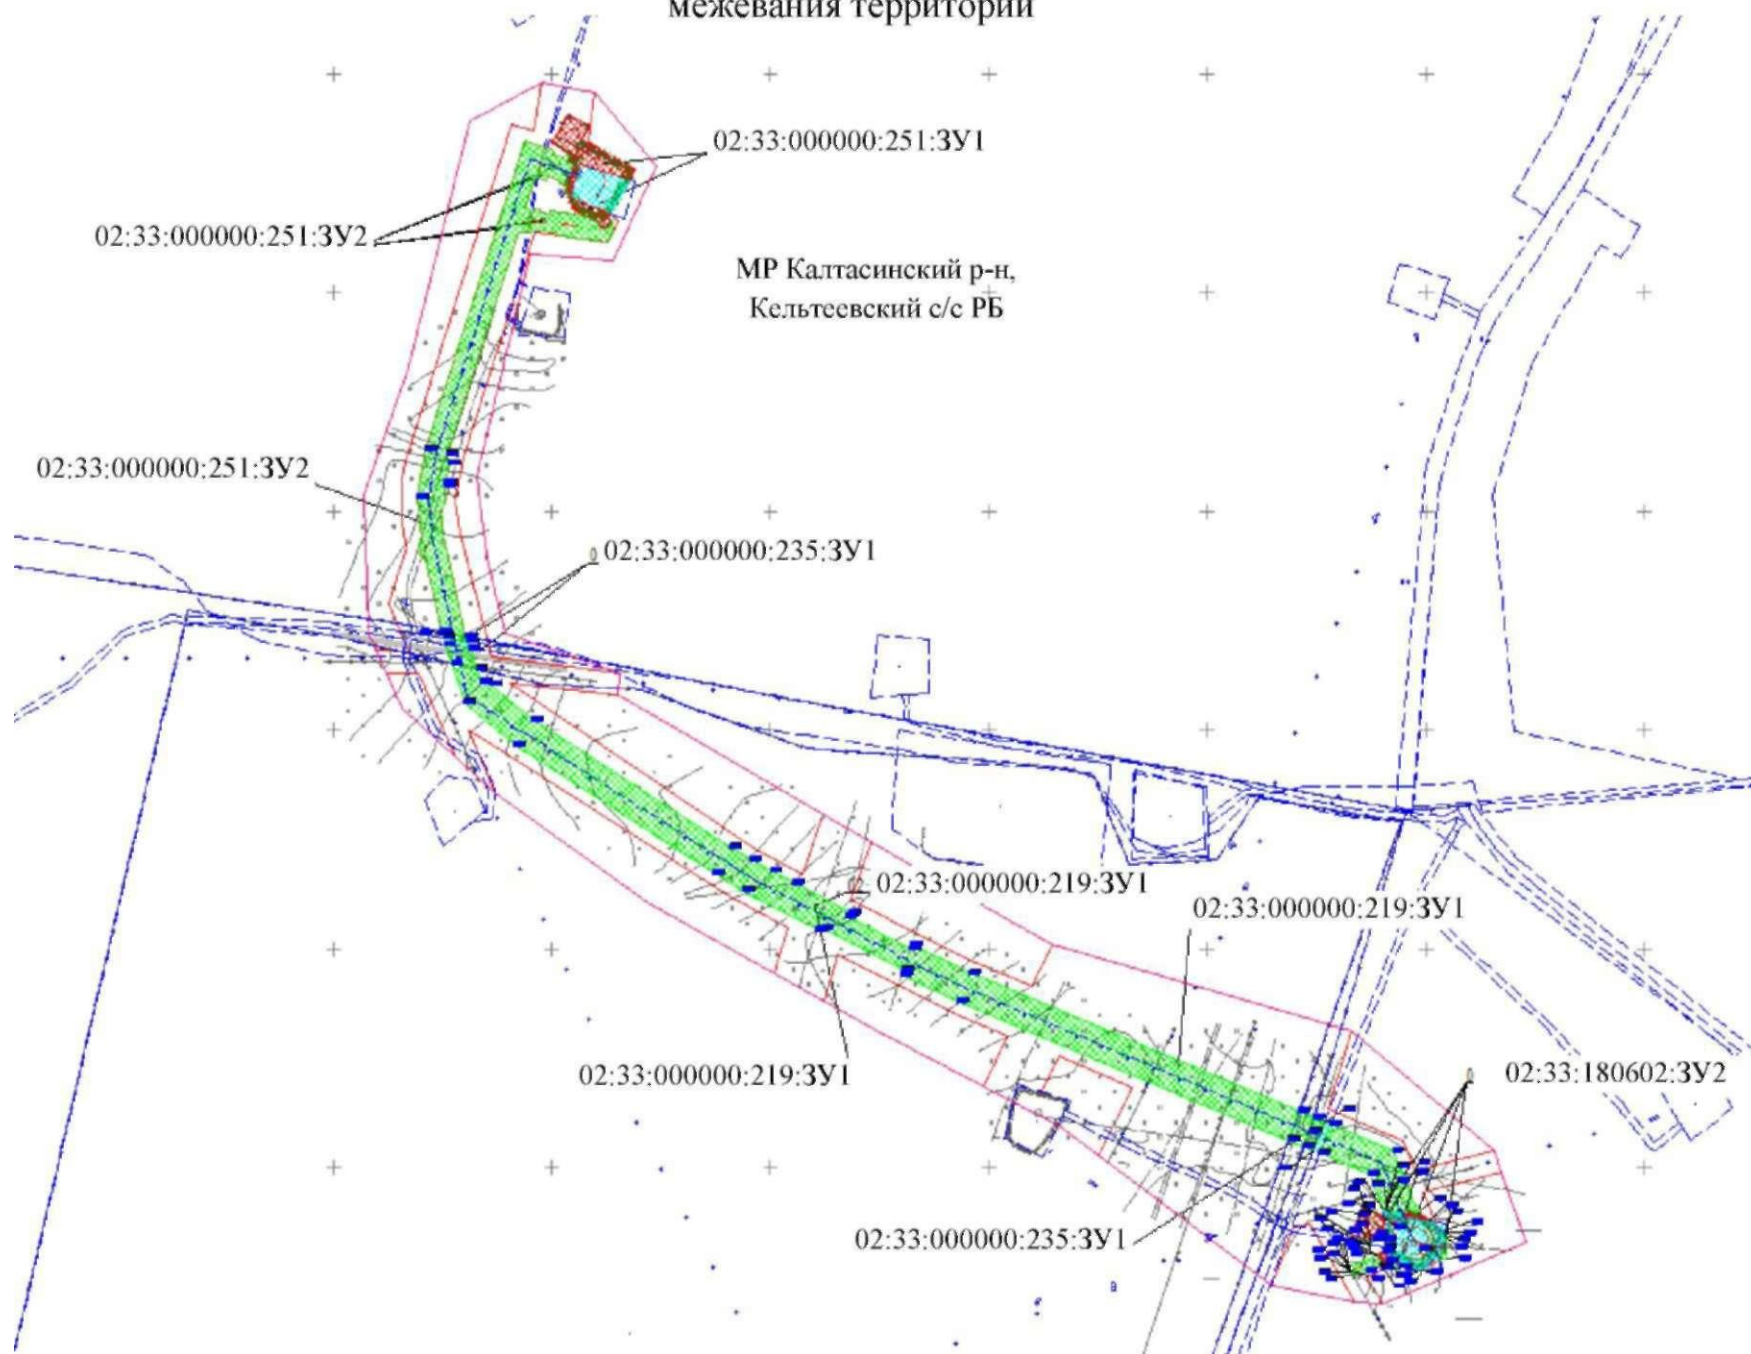 межевания территории
02:33:000000:251:ЗУ1
02:33:000000:251:ЗУ2
МР Калтасинский р-н,
Кельтеевский с/с РБ
02:33:000000:251:ЗУ2
02:33:000000:235:ЗУ1
02:33:000000:219:ЗУ1
02:33:000000:219:ЗУ1
02:33:000000:219:ЗУ1
02:33:180602:ЗУ2
02:33:000000:235:ЗУ1